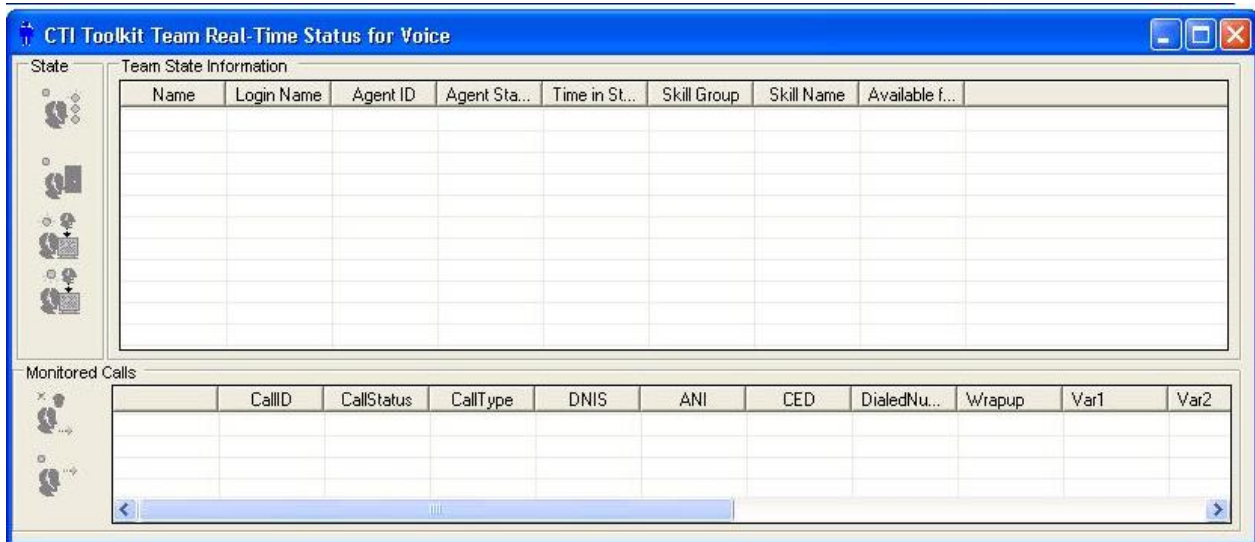 CTI Toolkit Team Real-Time Status for Voice
State
Team State Information
Name Login Name Agent ID Agent Sta... Time in St... Skill Group Skill Name Available f...
Monitored Calls
CallID CallStatus CallType DNIS ANI CED DialedNu... Wrapup Var1 Var2